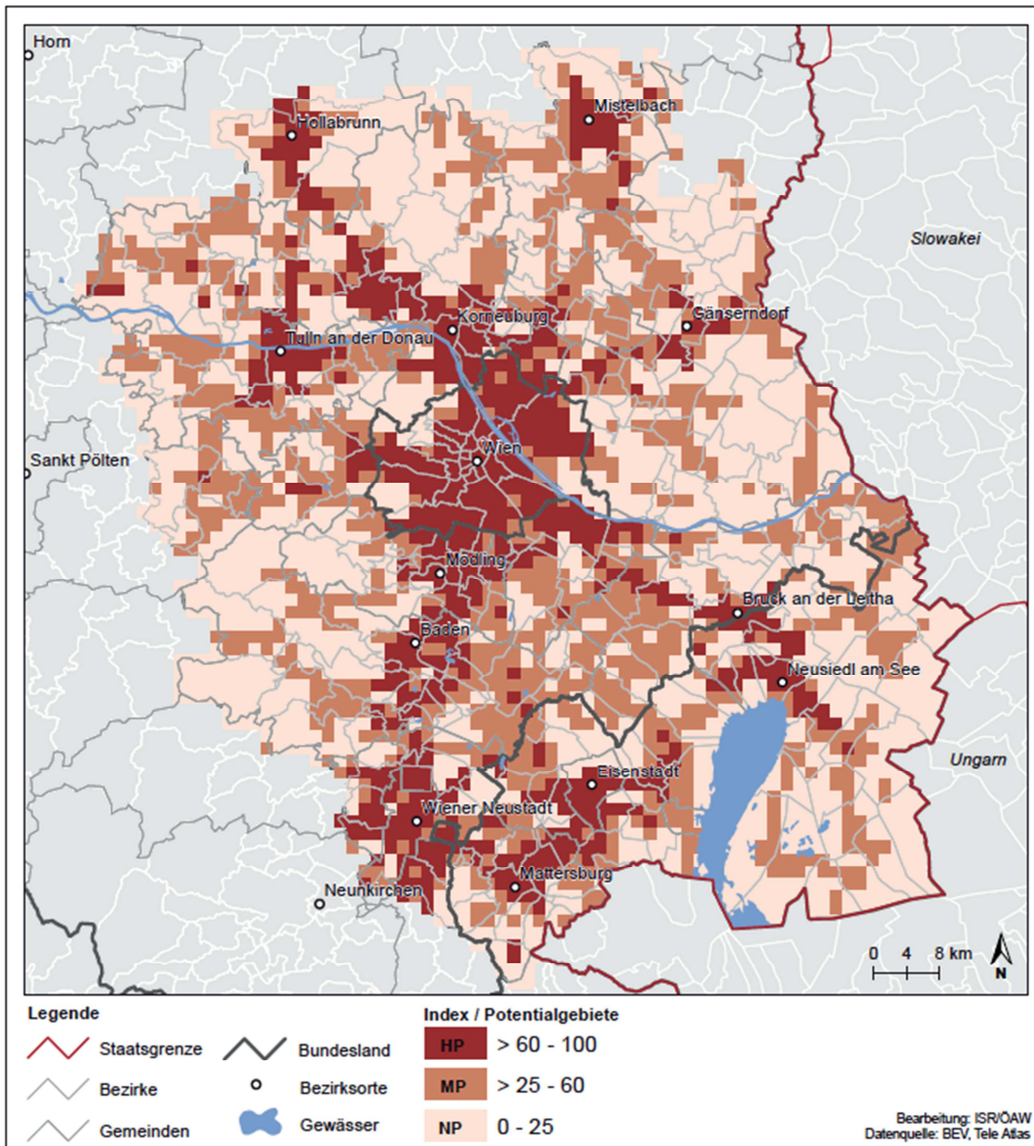 Horn
Mistelbach
Hollabrunn
Slowakei
Korneuburg
Gänserndorf
Tulln an der Donau
Wien
Sankt Pölten
Mödling
Bruck an der Leitha
Baden
Neusiedl am See
Ungarn
Eisenstadt
Wiener Neustadt
Mattersburg
Neunkirchen
0 4 8 km
N
Legende
Staatsgrenze
Bezirke
Gemeinden
Bundesland
Bezirksorte
Gewässer
Index / Potentialgebiete
HP > 60 - 100
MP > 25 - 60
NP 0 - 25
Bearbeitung: ISR/ÖAW
Datenquelle: BEV, Tele Atlas